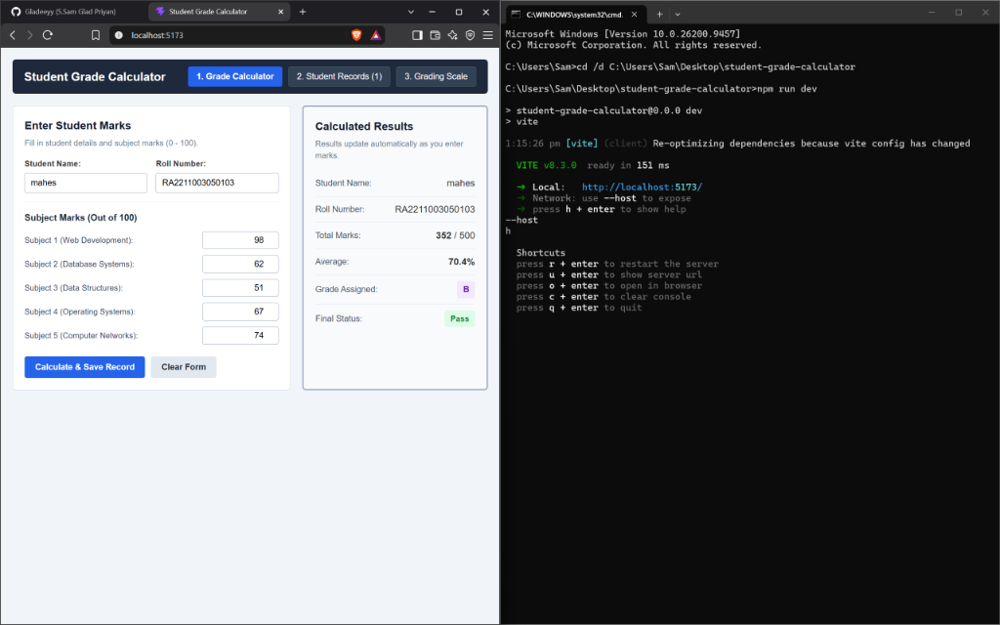 Gladeeyy (S.Sam Glad Priyan)
Student Grade Calculator
localhost:5173
Student Grade Calculator
1. Grade Calculator
2. Student Records (1)
3. Grading Scale
Enter Student Marks
Fill in student details and subject marks (0 - 100).
Student Name:
Roll Number:
mahes
RA2211003050103
Subject Marks (Out of 100)
Subject 1 (Web Development):
98
Subject 2 (Database Systems):
62
Subject 3 (Data Structures):
51
Subject 4 (Operating Systems):
67
Subject 5 (Computer Networks):
74
Calculate & Save Record
Clear Form
Calculated Results
Results update automatically as you enter
marks.
Student Name:
mahes
Roll Number:
RA2211003050103
Total Marks:
352 / 500
Average:
70.4%
Grade Assigned:
B
Final Status:
Pass
C:\WINDOWS\system32\cmd.
Microsoft Windows [Version 10.0.26200.9457]
(c) Microsoft Corporation. All rights reserved.
C:\Users\Sam>cd /d C:\Users\Sam\Desktop\student-grade-calculator
C:\Users\Sam\Desktop\student-grade-calculator>npm run dev
> student-grade-calculator@0.0.0 dev
> vite
1:15:26 pm [vite] (client) Re-optimizing dependencies because vite config has changed
VITE v8.3.0 ready in 151 ms
➜ Local: http://localhost:5173/
➜ Network: use --host to expose
➜ press h + enter to show help
--host
h
Shortcuts
press r + enter to restart the server
press u + enter to show server url
press o + enter to open in browser
press c + enter to clear console
press q + enter to quit